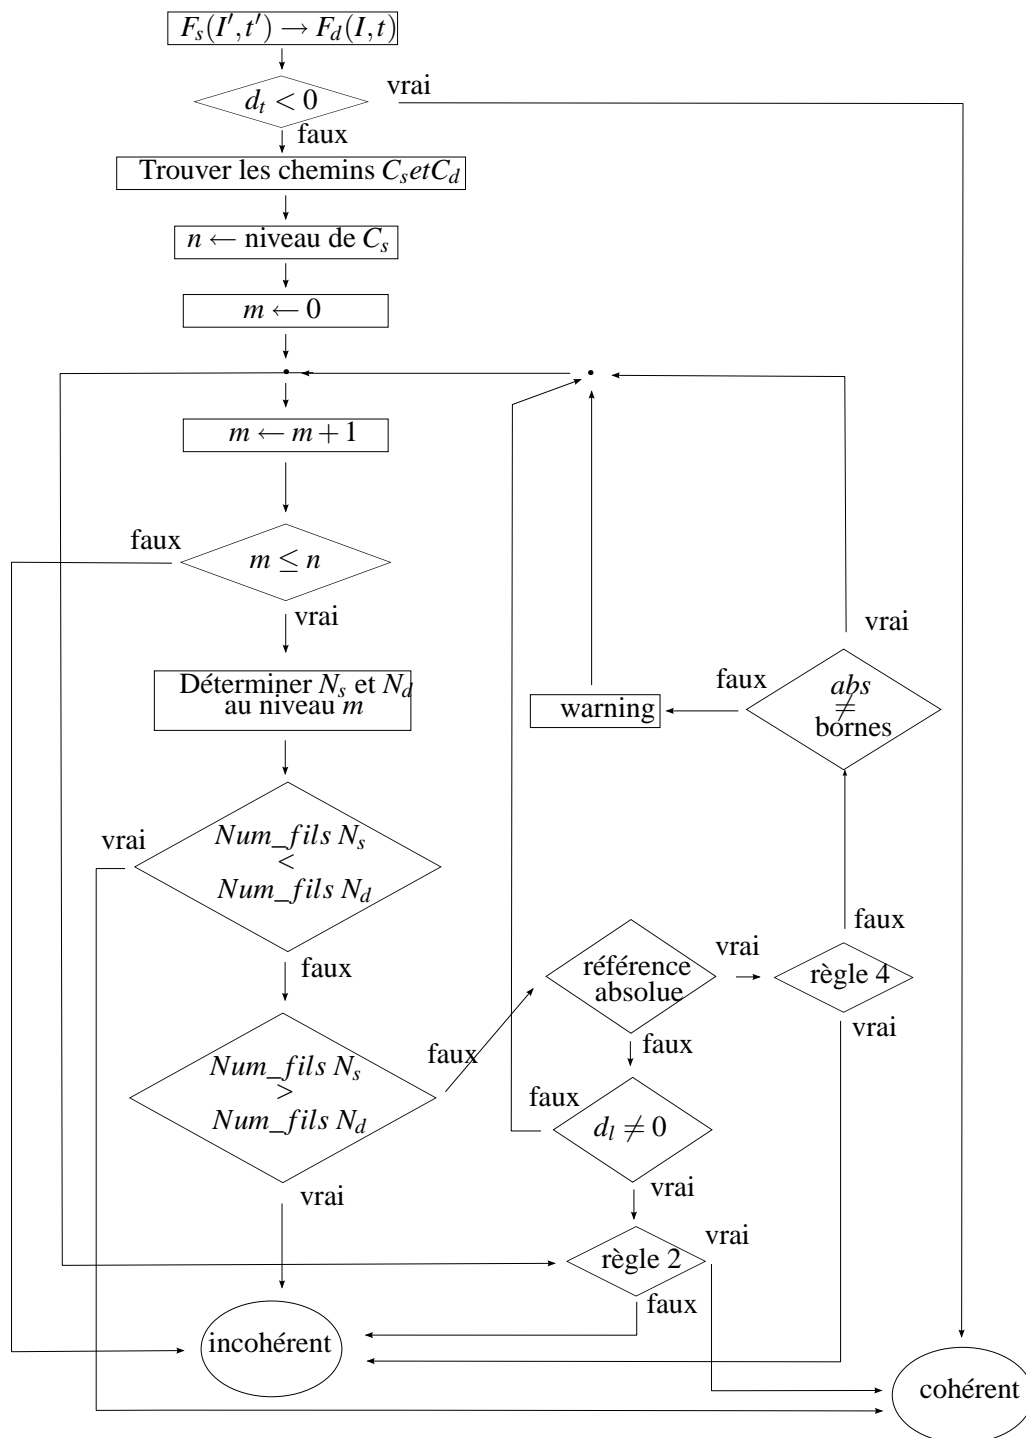 F_s(I′,t′) → F_d(I,t)
d_t < 0
vrai
faux
Trouver les chemins C_s et C_d
n ← niveau de C_s
m ← 0
m ← m + 1
faux
m ≤ n
vrai
Déterminer N_s et N_d
au niveau m
vrai
Num_fils N_s
<
Num_fils N_d
faux
Num_fils N_s
>
Num_fils N_d
faux
vrai
référence
absolue
vrai
faux
règle 4
faux
vrai
abs
≠
bornes
vrai
faux
warning
faux
d_l ≠ 0
vrai
règle 2
vrai
faux
incohérent
cohérent